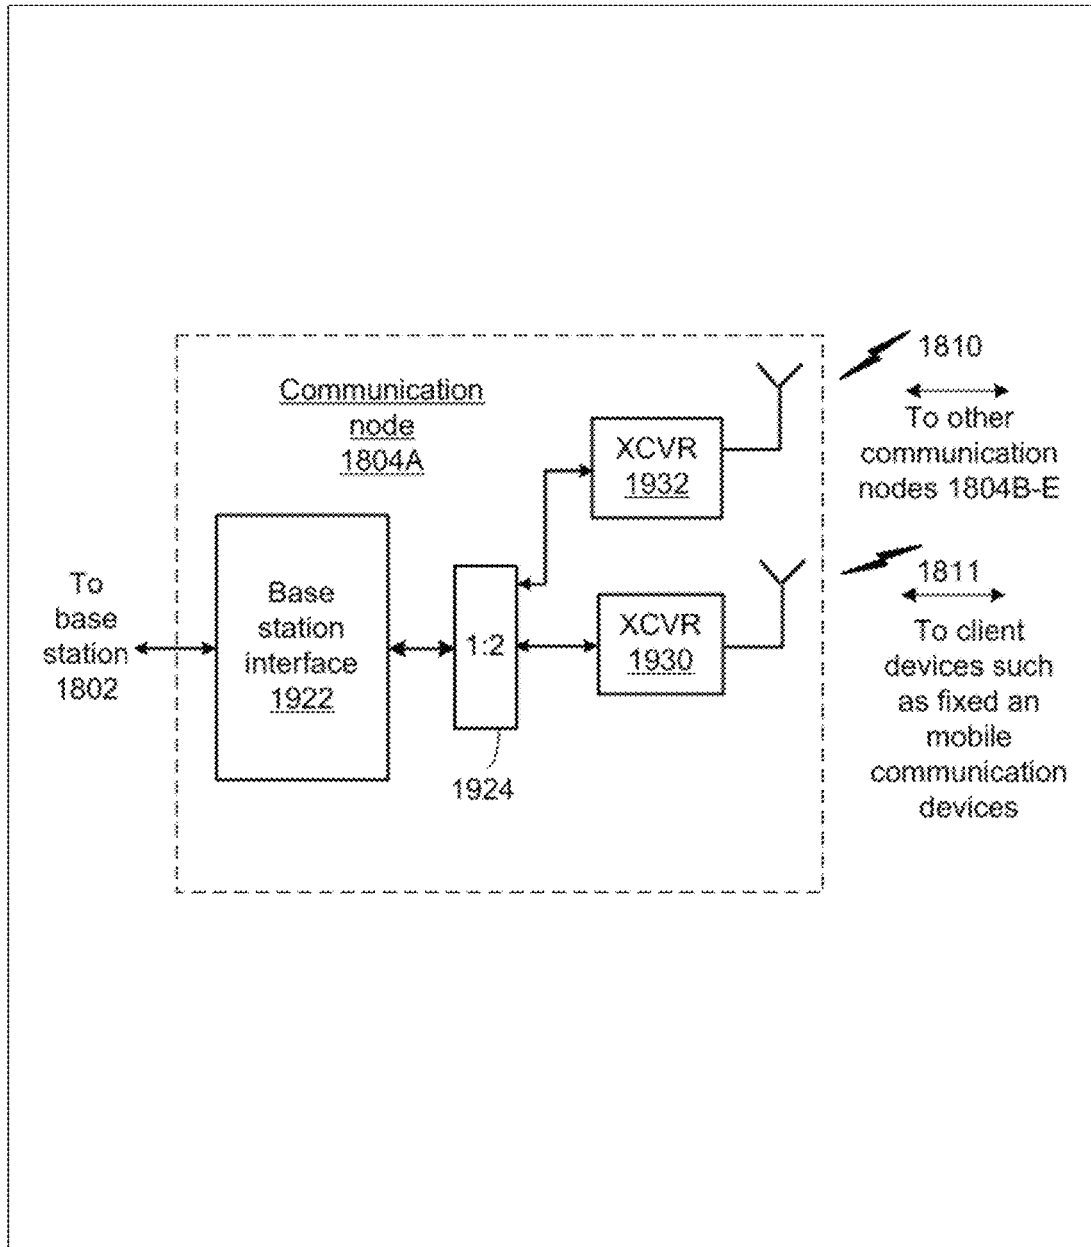 Communication
node
1804A
To
base
station
1802
Base
station
interface
1922
1:2
1924
XCVR
1932
XCVR
1930
1810
To other
communication
nodes 1804B-E
1811
To client
devices such
as fixed an
mobile
communication
devices